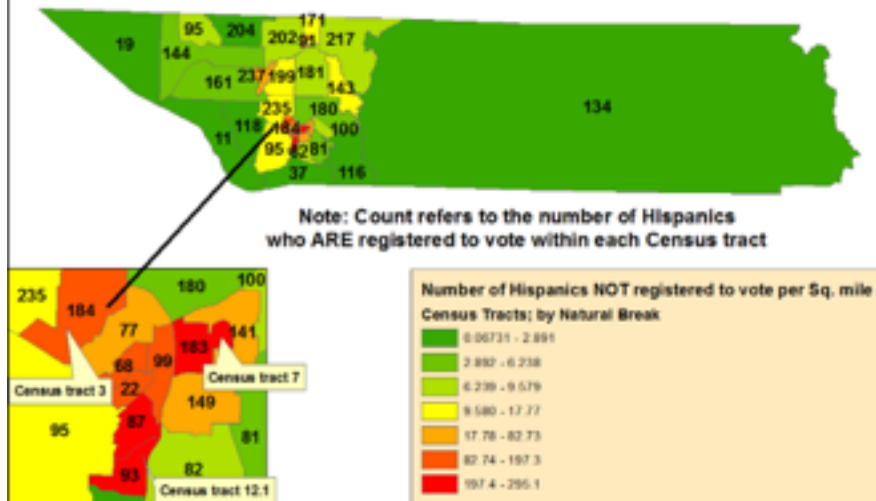 171
95
204
202
91
217
19
144
161
237
199
181
143
235
180
118
184
100
11
95
62
81
37
116
134
Note: Count refers to the number of Hispanics
who ARE registered to vote within each Census tract
235
184
180
100
77
183
141
68
99
Census tract 7
Census tract 3
22
149
87
95
81
93
82
Census tract 12.1
Number of Hispanics NOT registered to vote per Sq. mile
Census Tracts; by Natural Break
0.06731 - 2.891
2.892 - 6.238
6.239 - 9.579
9.580 - 17.77
17.78 - 82.73
82.74 - 197.3
197.4 - 295.1